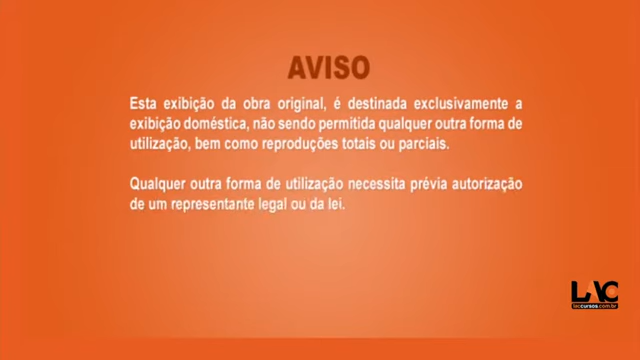 AVISO
Esta exibição da obra original, é destinada exclusivamente a
exibição doméstica, não sendo permitida qualquer outra forma de
utilização, bem como reproduções totais ou parciais.
Qualquer outra forma de utilização necessita prévia autorização
de um representante legal ou da lei.
LAC
laccursos.com.br